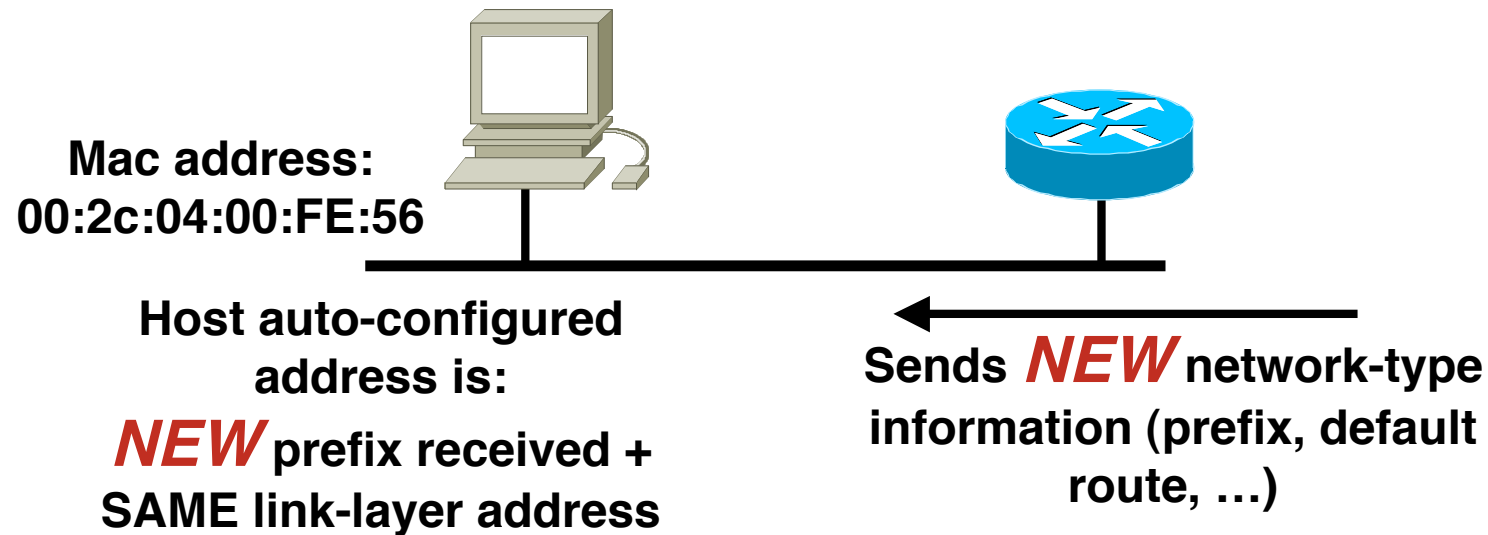 Mac address:
00:2c:04:00:FE:56
Host auto-configured
address is:
NEW prefix received +
SAME link-layer address
Sends NEW network-type
information (prefix, default
route, …)